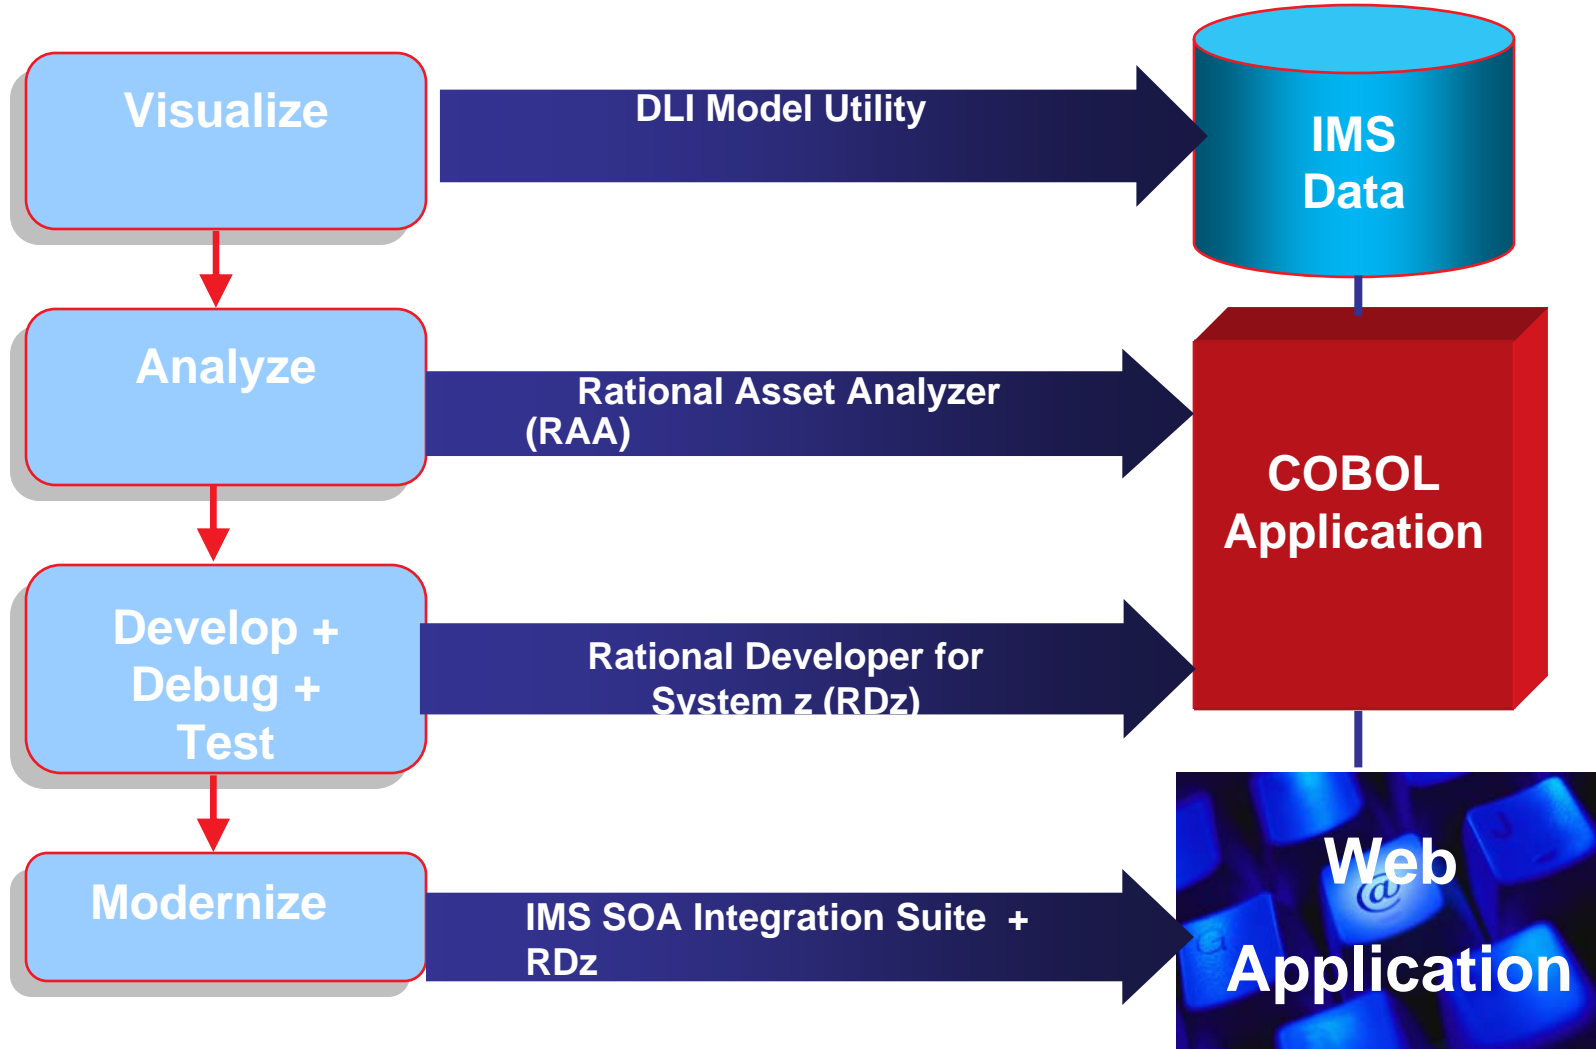 Visualize
DLI Model Utility
IMS
Data
Analyze
Rational Asset Analyzer
(RAA)
COBOL
Application
Develop +
Debug +
Test
Rational Developer for
System z (RDz)
Modernize
IMS SOA Integration Suite +
RDz
Web
@
Application
J
G